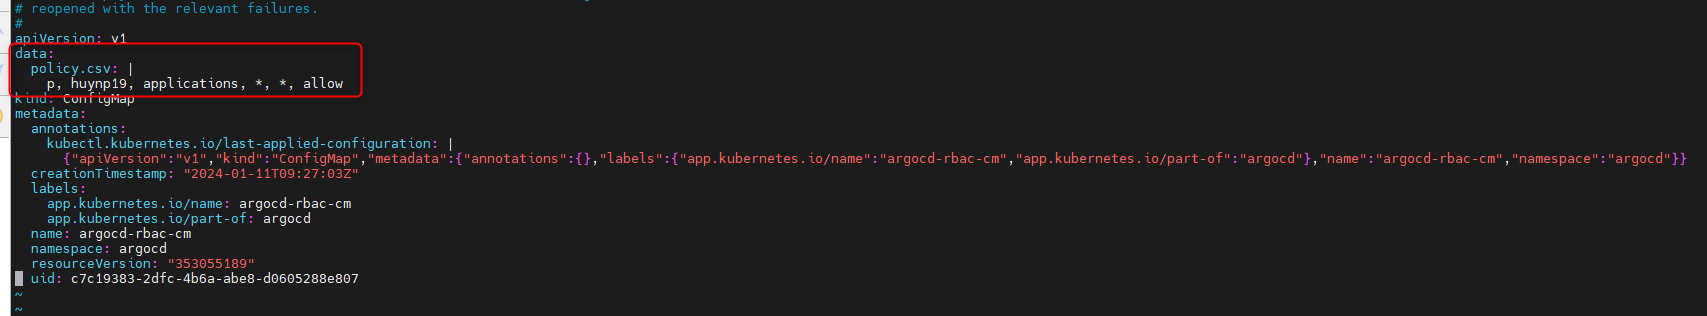 # reopened with the relevant failures.
#
apiVersion: v1
data:
  policy.csv: |
    p, huynp19, applications, *, *, allow
kind: ConfigMap
metadata:
  annotations:
    kubectl.kubernetes.io/last-applied-configuration: |
      {"apiVersion":"v1","kind":"ConfigMap","metadata":{"annotations":{},"labels":{"app.kubernetes.io/name":"argocd-rbac-cm","app.kubernetes.io/part-of":"argocd"},"name":"argocd-rbac-cm","namespace":"argocd"}}
  creationTimestamp: "2024-01-11T09:27:03Z"
  labels:
    app.kubernetes.io/name: argocd-rbac-cm
    app.kubernetes.io/part-of: argocd
  name: argocd-rbac-cm
  namespace: argocd
  resourceVersion: "353055189"
  uid: c7c19383-2dfc-4b6a-abe8-d0605288e807
~
~